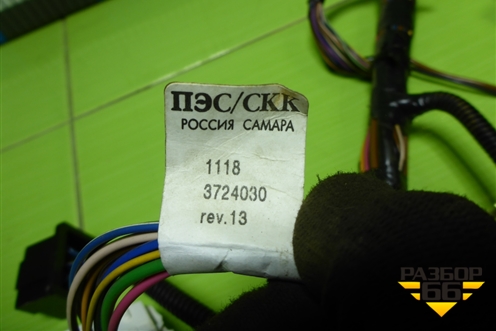 ПЭС/СКК
РОССИЯ САМАРА
1118
3724030
rev.13
РАЗБОР
66